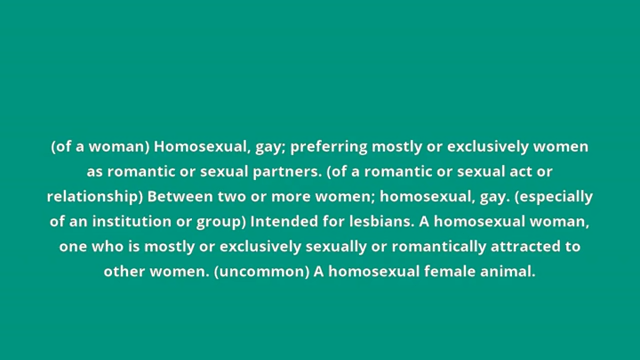 (of a woman) Homosexual, gay; preferring mostly or exclusively women
as romantic or sexual partners. (of a romantic or sexual act or
relationship) Between two or more women; homosexual, gay. (especially
of an institution or group) Intended for lesbians. A homosexual woman,
one who is mostly or exclusively sexually or romantically attracted to
other women. (uncommon) A homosexual female animal.